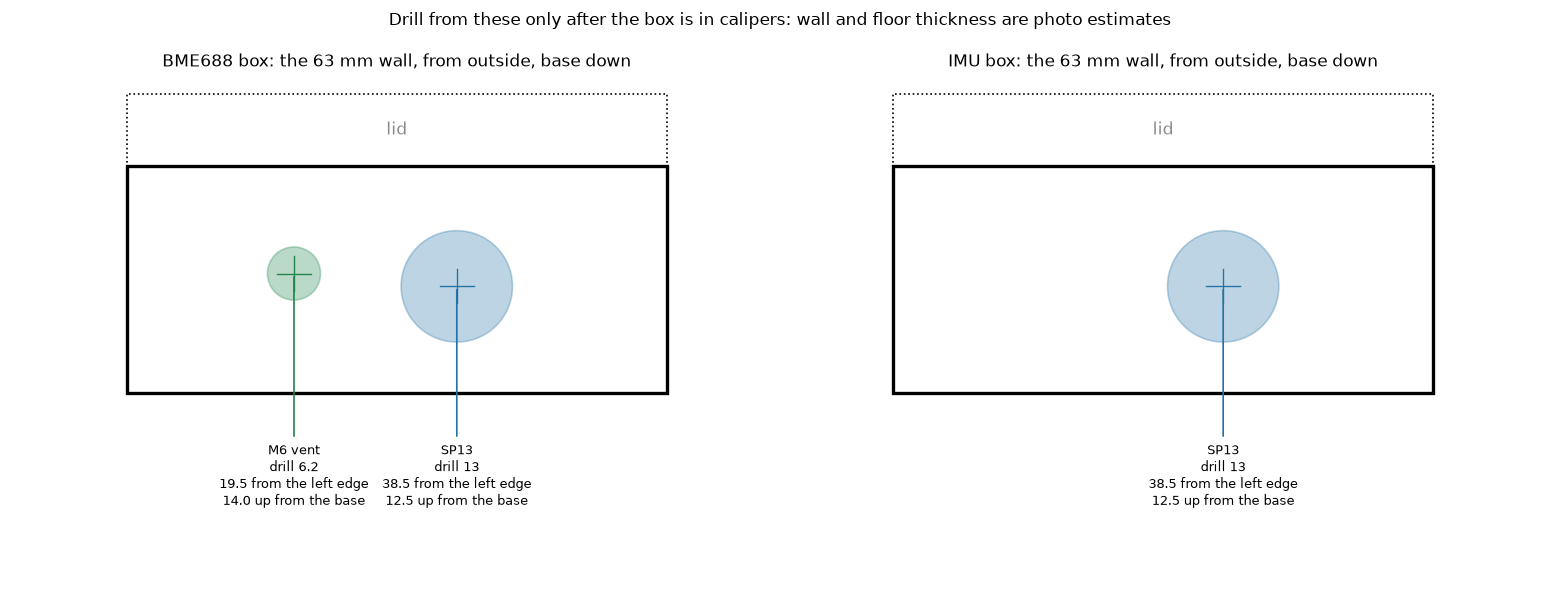 Drill from these only after the box is in calipers: wall and floor thickness are photo estimates
BME688 box: the 63 mm wall, from outside, base down
lid
M6 vent
drill 6.2
19.5 from the left edge
14.0 up from the base
SP13
drill 13
38.5 from the left edge
12.5 up from the base
IMU box: the 63 mm wall, from outside, base down
lid
SP13
drill 13
38.5 from the left edge
12.5 up from the base